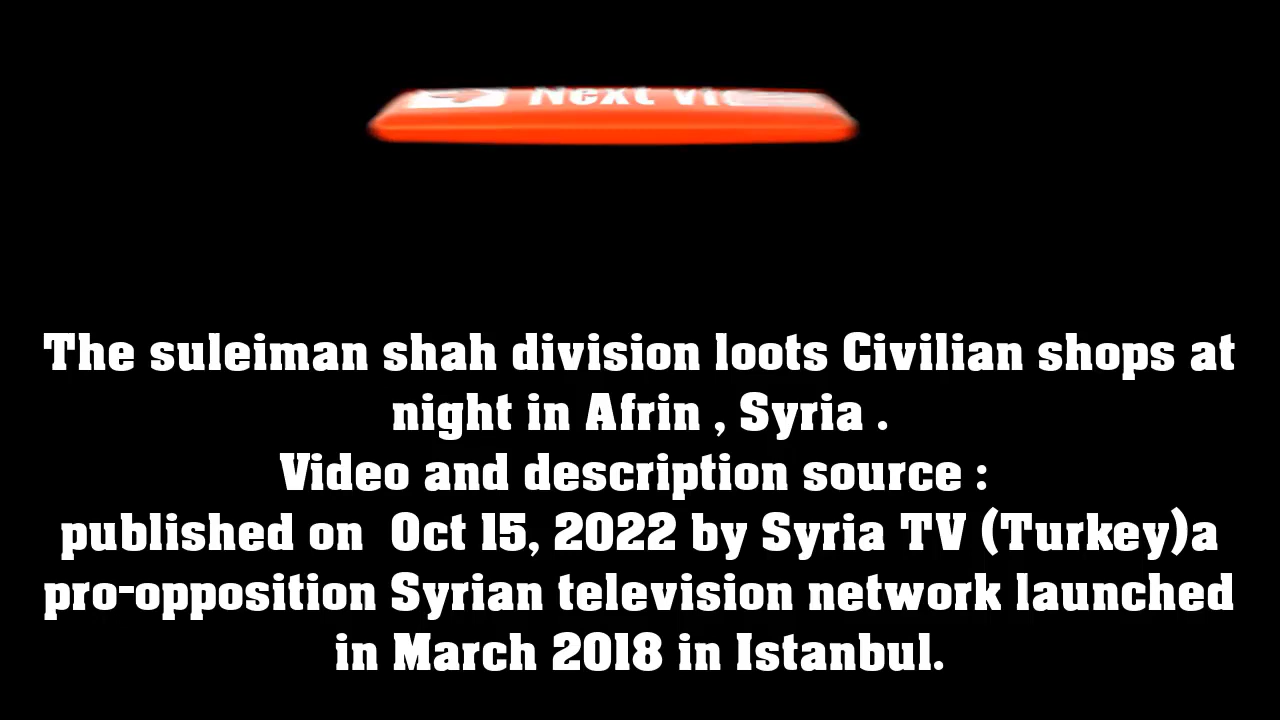 Next
The suleiman shah division loots Civilian shops at
night in Afrin , Syria .
Video and description source :
published on  Oct 15, 2022 by Syria TV (Turkey)a
pro-opposition Syrian television network launched
in March 2018 in Istanbul.